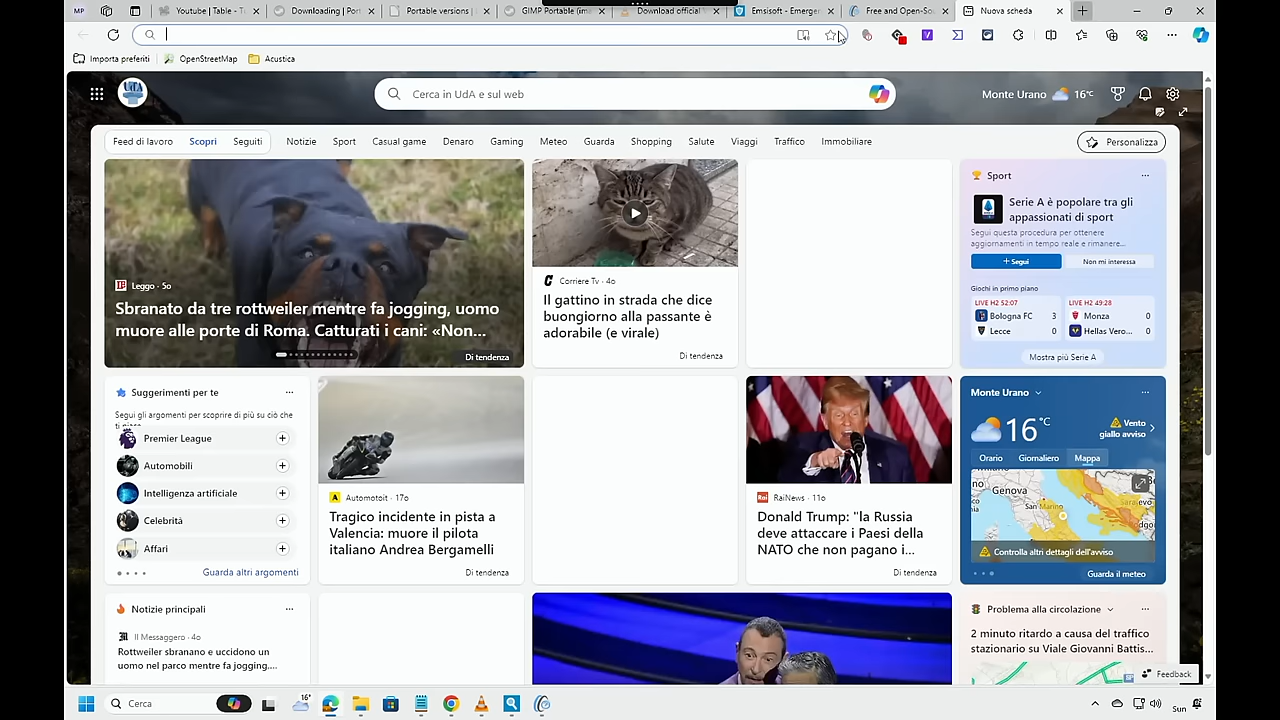 MP
Youtube | Table - T
Downloading | Port
Portable versions |
GIMP Portable (ima
Download official
Emsisoft - Emerger
Free and Open-So
Nuova scheda
Importa preferiti
OpenStreetMap
Acustica
UdA
Cerca in UdA e sul web
Monte Urano
16°C
Feed di lavoro
Scopri
Seguiti
Notizie
Sport
Casual game
Denaro
Gaming
Meteo
Guarda
Shopping
Salute
Viaggi
Traffico
Immobiliare
Personalizza
Leggo · 5o
Sbranato da tre rottweiler mentre fa jogging, uomo
muore alle porte di Roma. Catturati i cani: «Non...
Di tendenza
Corriere Tv · 4o
Il gattino in strada che dice
buongiorno alla passante è
adorabile (e virale)
Di tendenza
Sport
Serie A è popolare tra gli
appassionati di sport
Segui questa procedura per ottenere
aggiornamenti in tempo reale e rimanere...
+ Segui
Non mi interessa
Giochi in primo piano
LIVE H2 52:07
Bologna FC 3
Lecce 0
LIVE H2 49:28
Monza 0
Hellas Vero... 0
Mostra più Serie A
Suggerimenti per te
Segui gli argomenti per scoprire di più su ciò che
Premier League
Automobili
Intelligenza artificiale
Celebrità
Affari
Guarda altri argomenti
Automotoit · 17o
Tragico incidente in pista a
Valencia: muore il pilota
italiano Andrea Bergamelli
Di tendenza
Rai
RaiNews · 11o
Donald Trump: "la Russia
deve attaccare i Paesi della
NATO che non pagano i...
Di tendenza
Monte Urano
16°C
Vento
giallo avviso
Orario
Giornaliero
Mappa
Genova
San Marino
Controlla altri dettagli dell'avviso
Guarda il meteo
Notizie principali
Il Messaggero · 4o
Rottweiler sbranano e uccidono un
uomo nel parco mentre fa jogging,...
Problema alla circolazione
2 minuto ritardo a causa del traffico
stazionario su Viale Giovanni Battis...
Feedback
Cerca
16°
Sun